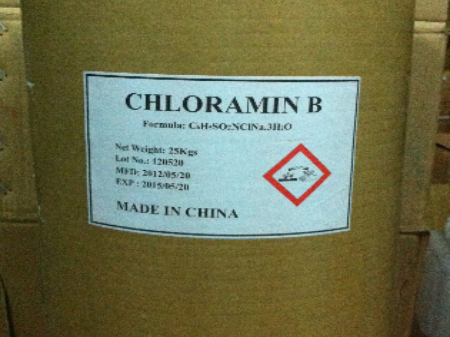 CHLORAMIN B
Formula: C₆H₅SO₂NClNa.3H₂O
Net Weight: 25Kgs
Lot No.: 120520
MFD: 2012/05/20
EXP : 2015/05/20
MADE IN CHINA